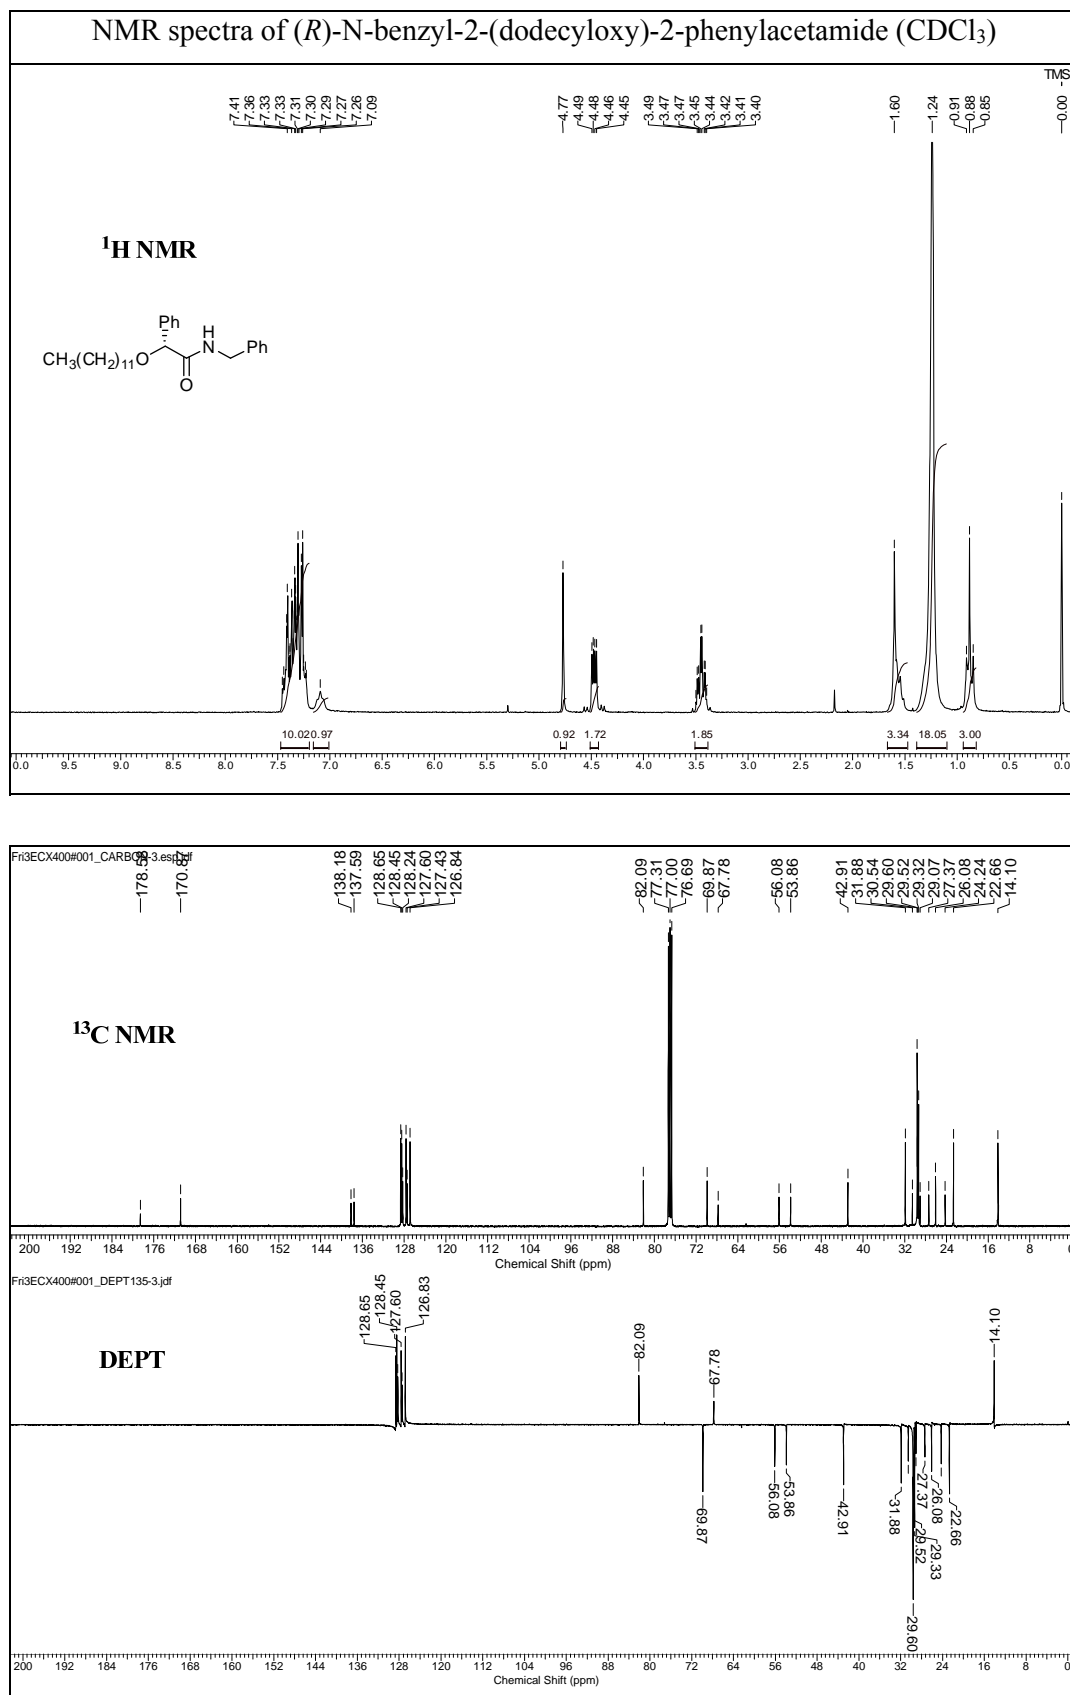 NMR spectra of (R)-N-benzyl-2-(dodecyloxy)-2-phenylacetamide (CDCl₃)
TMS
7.41 7.36 7.33 7.33 7.31 7.30 7.29 7.27 7.26 7.09 4.77 4.49 4.48 4.46 4.45 3.49 3.47 3.47 3.45 3.44 3.42 3.41 3.40 1.60 1.24 0.91 0.88 0.85 0.00
¹H NMR
Ph
H
N
Ph
CH₃(CH₂)₁₁O
O
10.02 0.97 0.92 1.72 1.85 3.34 18.05 3.00
0.0 9.5 9.0 8.5 8.0 7.5 7.0 6.5 6.0 5.5 5.0 4.5 4.0 3.5 3.0 2.5 2.0 1.5 1.0 0.5 0.0
178.58 170.87 138.18 137.59 128.65 128.45 128.24 127.60 127.43 126.84 82.09 77.31 77.00 76.69 69.87 67.78 56.08 53.86 42.91 31.88 30.54 29.60 29.52 29.32 29.07 27.37 26.08 24.24 22.66 14.10
¹³C NMR
200 192 184 176 168 160 152 144 136 128 120 112 104 96 88 80 72 64 56 48 40 32 24 16 8 0
Chemical Shift (ppm)
Fri3ECX400#001_DEPT135-3.jdf
128.65 128.45 127.60 126.83 82.09 67.78 14.10
DEPT
69.87 56.08 53.86 42.91 31.88 29.60 29.52 29.33 27.37 26.08 22.66
200 192 184 176 168 160 152 144 136 128 120 112 104 96 88 80 72 64 56 48 40 32 24 16 8 0
Chemical Shift (ppm)